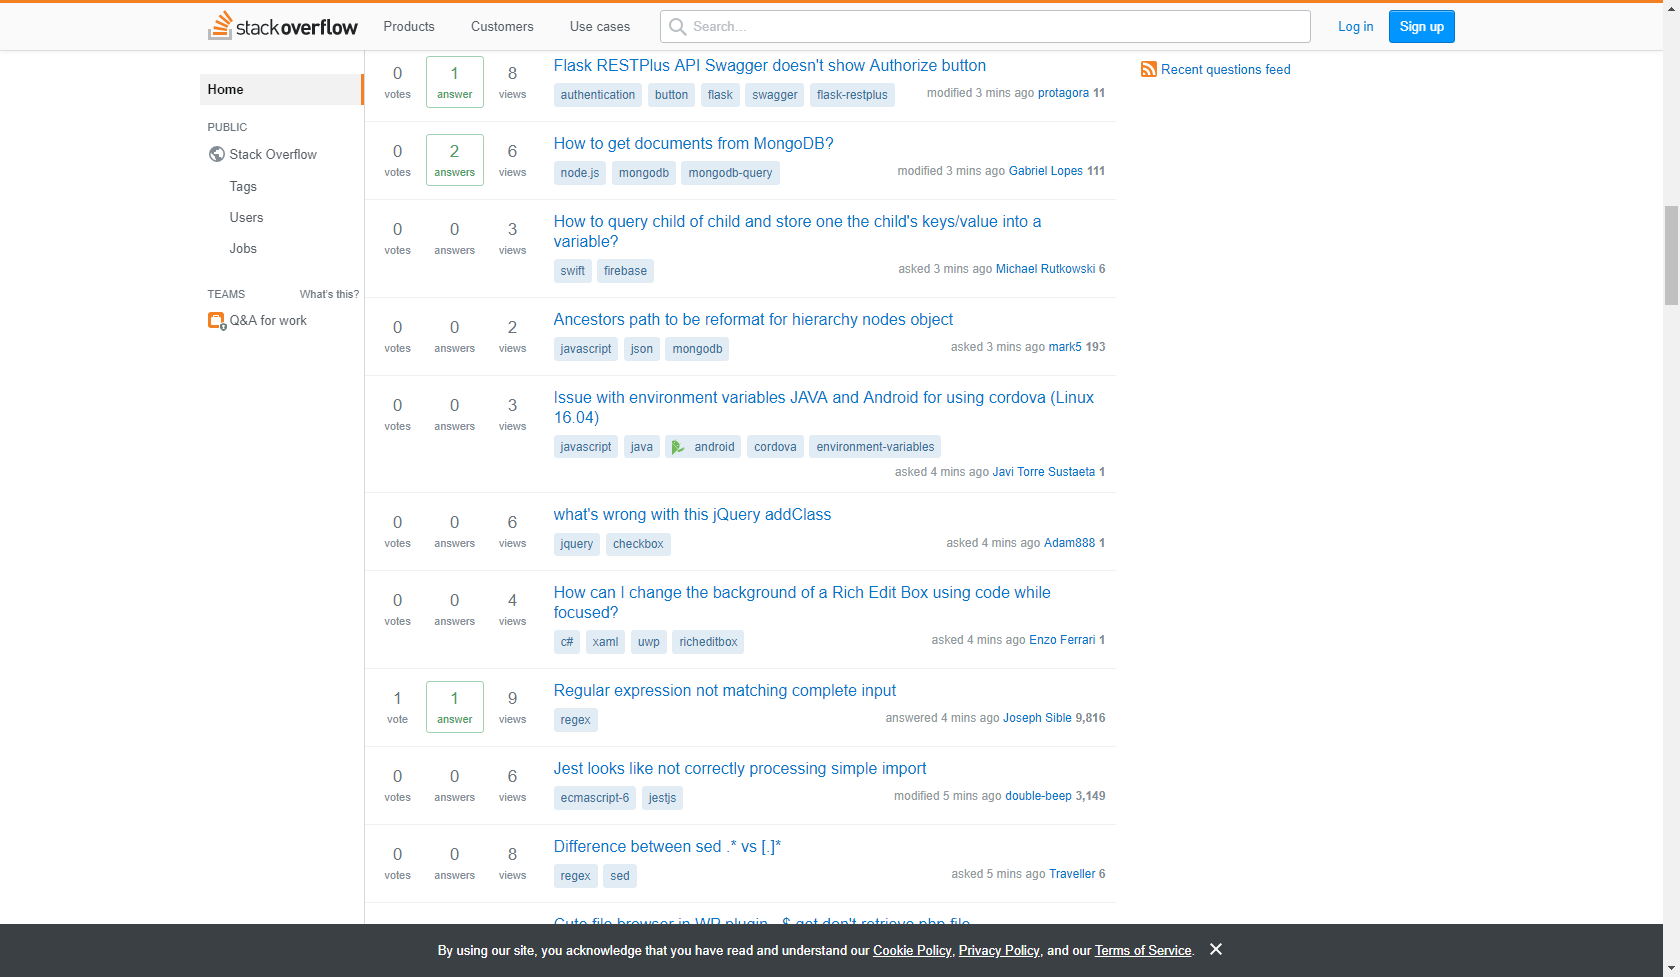 stackoverflow
Products
Customers
Use cases
Search...
Log in
Sign up
Home
PUBLIC
Stack Overflow
Tags
Users
Jobs
TEAMS
What's this?
Q&A for work
0 votes
1 answer
8 views
Flask RESTPlus API Swagger doesn't show Authorize button
authentication button flask swagger flask-restplus
modified 3 mins ago protagora 11
0 votes
2 answers
6 views
How to get documents from MongoDB?
node.js mongodb mongodb-query
modified 3 mins ago Gabriel Lopes 111
0 votes
0 answers
3 views
How to query child of child and store one the child's keys/value into a
variable?
swift firebase
asked 3 mins ago Michael Rutkowski 6
0 votes
0 answers
2 views
Ancestors path to be reformat for hierarchy nodes object
javascript json mongodb
asked 3 mins ago mark5 193
0 votes
0 answers
3 views
Issue with environment variables JAVA and Android for using cordova (Linux
16.04)
javascript java android cordova environment-variables
asked 4 mins ago Javi Torre Sustaeta 1
0 votes
0 answers
6 views
what's wrong with this jQuery addClass
jquery checkbox
asked 4 mins ago Adam888 1
0 votes
0 answers
4 views
How can I change the background of a Rich Edit Box using code while
focused?
c# xaml uwp richeditbox
asked 4 mins ago Enzo Ferrari 1
1 vote
1 answer
9 views
Regular expression not matching complete input
regex
answered 4 mins ago Joseph Sible 9,816
0 votes
0 answers
6 views
Jest looks like not correctly processing simple import
ecmascript-6 jestjs
modified 5 mins ago double-beep 3,149
0 votes
0 answers
8 views
Difference between sed .* vs [.]*
regex sed
asked 5 mins ago Traveller 6
file browser in WP plugin - $.get don't retrieve php file
Recent questions feed
By using our site, you acknowledge that you have read and understand our Cookie Policy, Privacy Policy, and our Terms of Service.